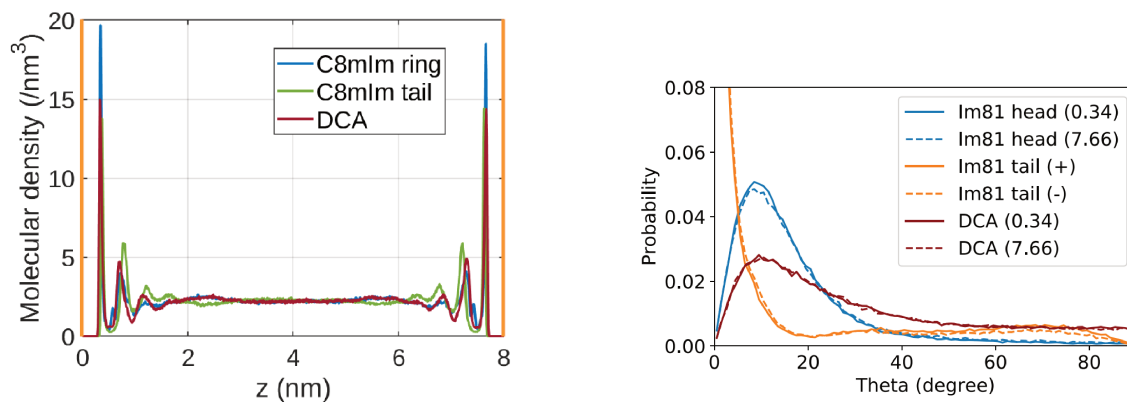 Molecular density (/nm³)
20
15
10
5
0
C8mIm ring
C8mIm tail
DCA
0
2
4
6
8
z (nm)
Probability
0.08
0.06
0.04
0.02
0.00
Im81 head (0.34)
Im81 head (7.66)
Im81 tail (+)
Im81 tail (-)
DCA (0.34)
DCA (7.66)
0
20
40
60
80
Theta (degree)